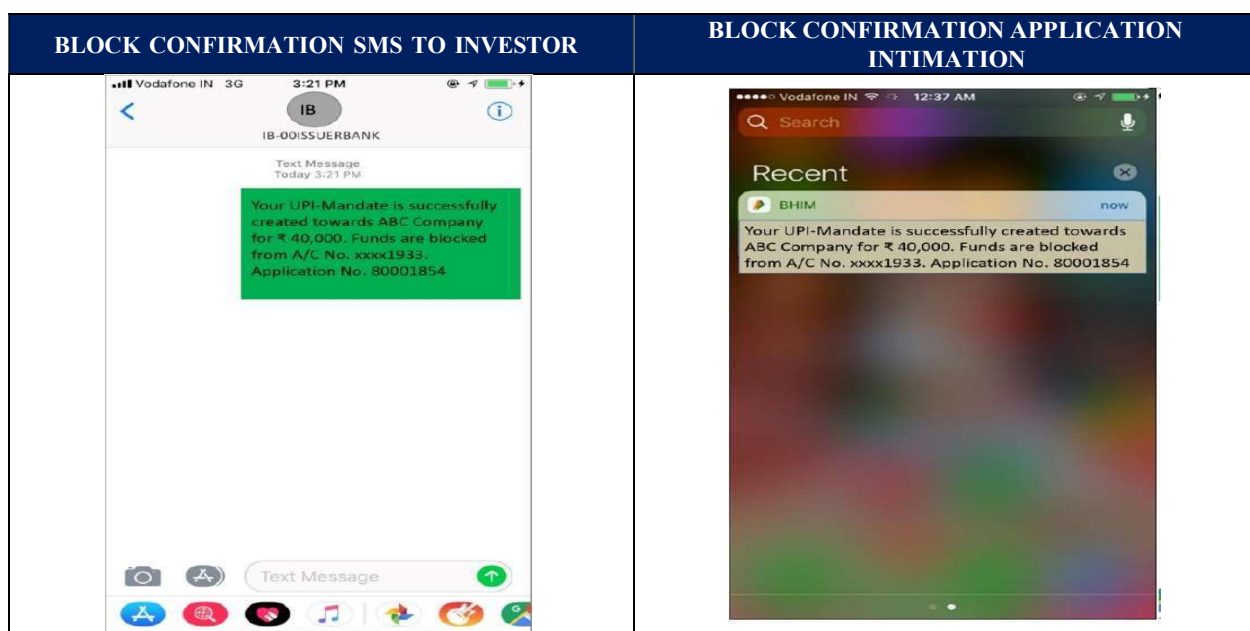 BLOCK CONFIRMATION SMS TO INVESTOR
BLOCK CONFIRMATION APPLICATION
INTIMATION
Vodafone IN 3G 3:21 PM
IB
IB-00ISSUERBANK
Text Message
Today 3:21 PM
Your UPI-Mandate is successfully
created towards ABC Company
for ₹ 40,000. Funds are blocked
from A/C No. xxxx1933.
Application No. 80001854
Text Message
Vodafone IN 12:37 AM
Search
Recent
BHIM now
Your UPI-Mandate is successfully created towards
ABC Company for ₹ 40,000. Funds are blocked
from A/C No. xxxx1933. Application No. 80001854